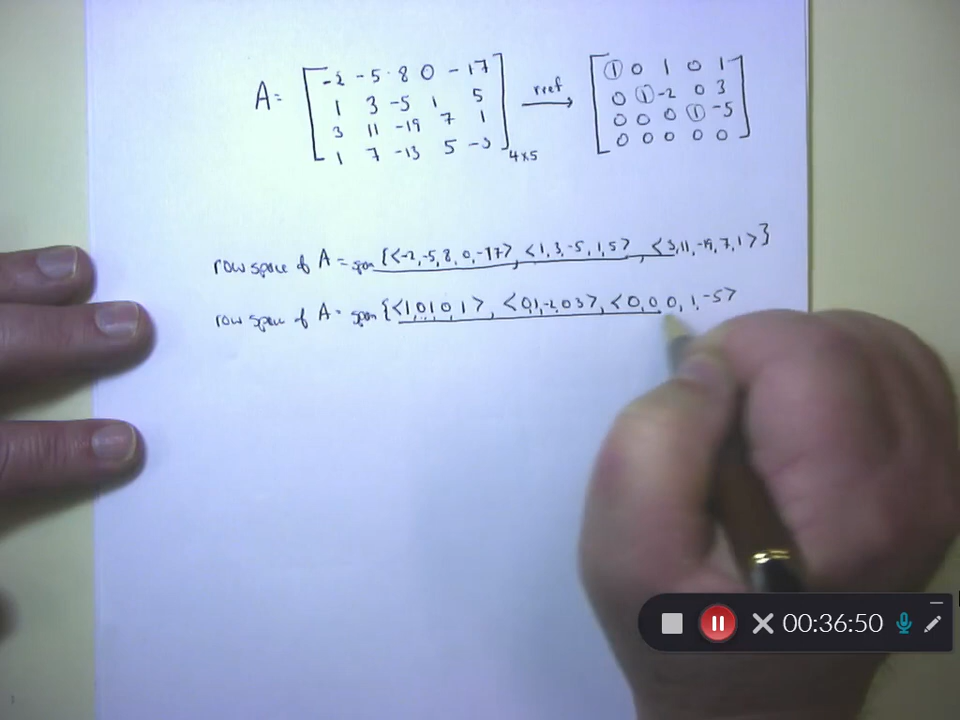 A = [ -2 -5 8 0 -17 ] rref → [ 1 0 1 0 1 ]
[ 1 3 -5 1 5 ] [ 0 1 -2 0 3 ]
[ 3 11 -19 7 1 ] [ 0 0 0 1 -5 ]
[ 1 7 -13 5 -3 ] 4x5 [ 0 0 0 0 0 ]
row space of A = span {<-2, -5, 8, 0, -17>, <1, 3, -5, 1, 5>, <3, 11, -19, 7, 1>}
row space of A = span {<1, 0, 1, 0, 1>, <0, 1, -2, 0 3>, <0, 0, 0, 1, -5>
00:36:50
1